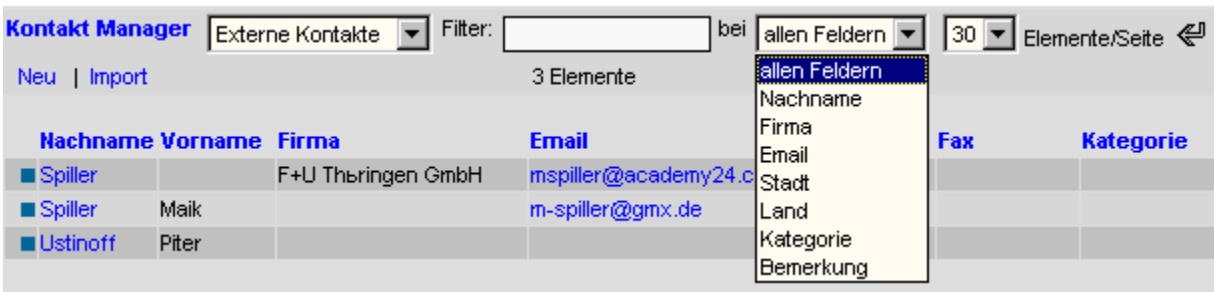 Kontakt Manager Externe Kontakte Filter: bei allen Feldern 30 Elemente/Seite
Neu | Import 3 Elemente
allen Feldern
Nachname
Firma
Email
Stadt
Land
Kategorie
Bemerkung
Nachname Vorname Firma Email Fax Kategorie
Spiller F+U Thьringen GmbH mspiller@academy24.c
Spiller Maik m-spiller@gmx.de
Ustinoff Piter